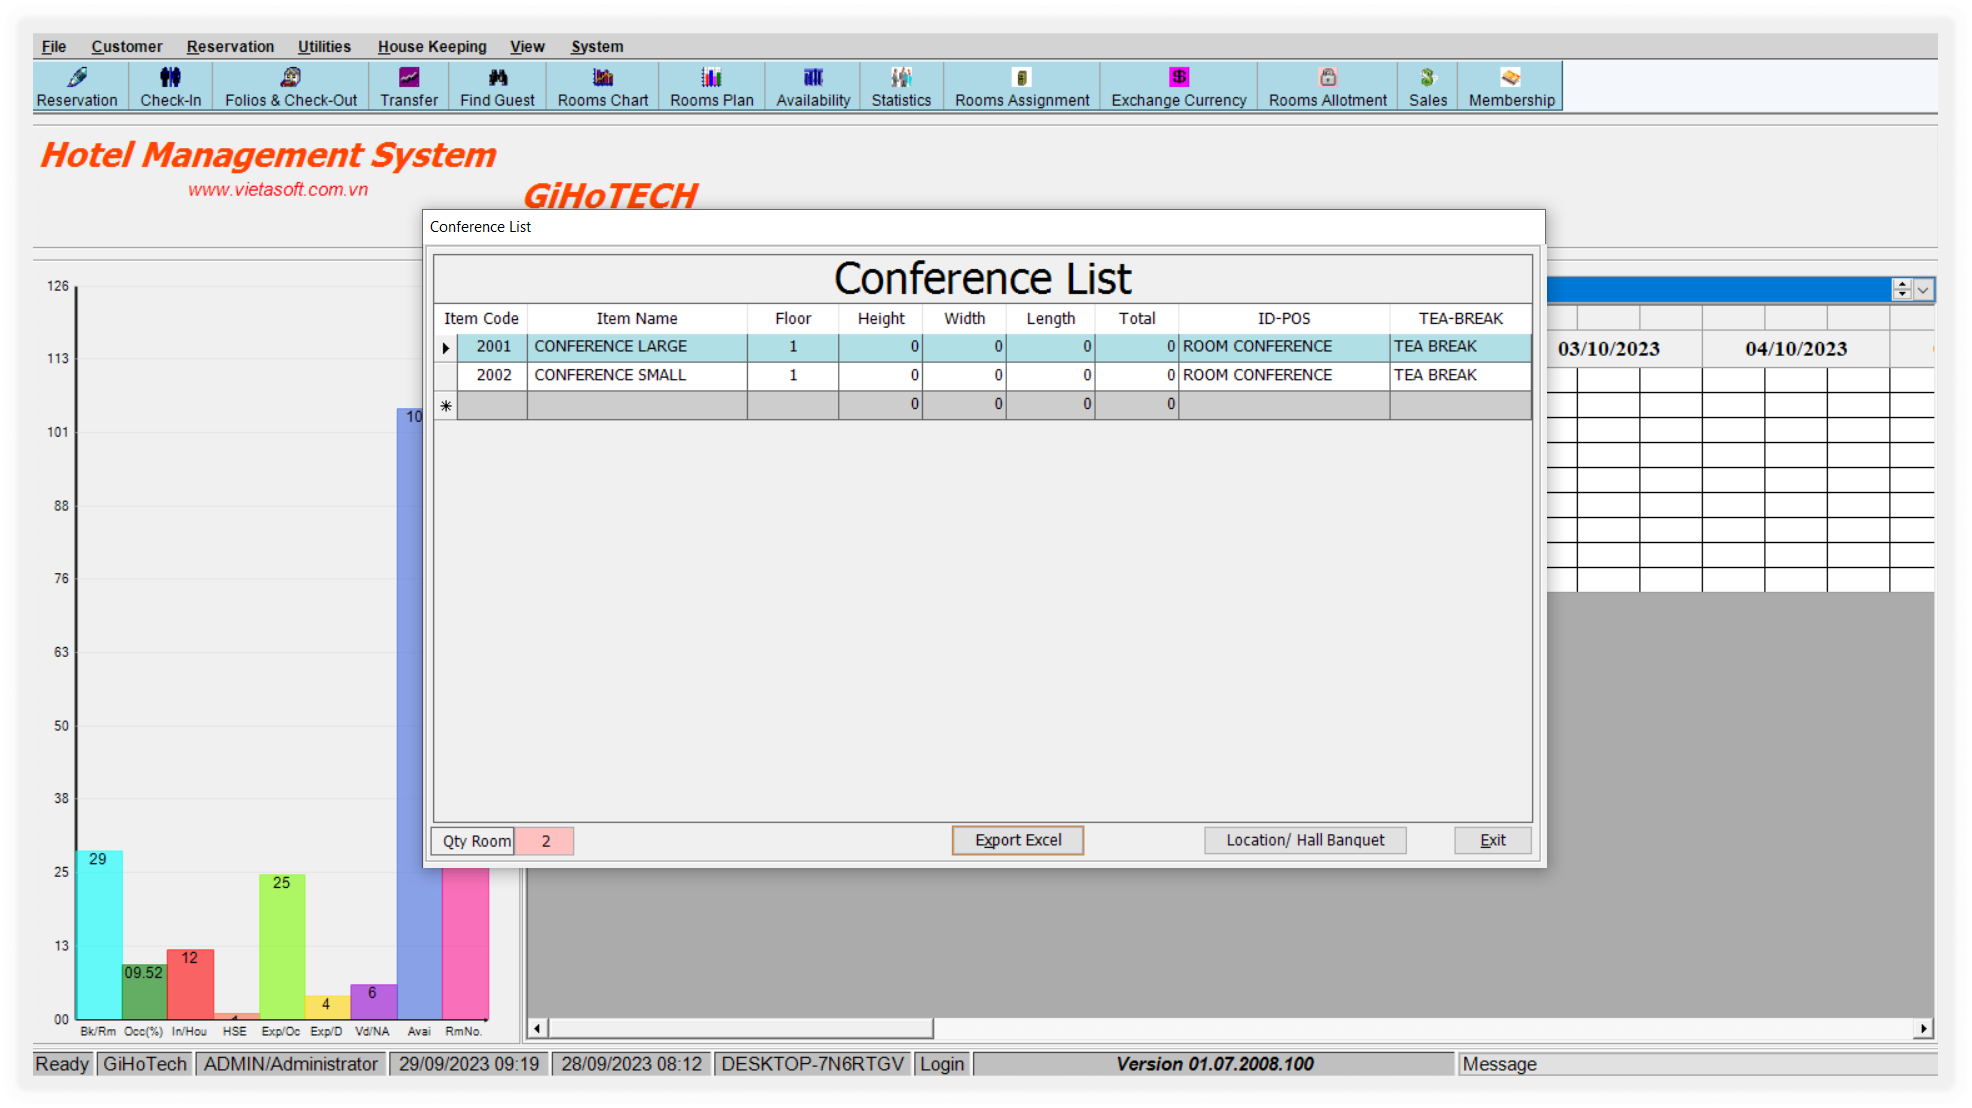 File Customer Reservation Utilities House Keeping View System
Reservation Check-In Folios & Check-Out Transfer Find Guest Rooms Chart Rooms Plan Availability Statistics Rooms Assignment Exchange Currency Rooms Allotment Sales Membership
Hotel Management System
www.vietasoft.com.vn
GiHoTECH
Conference List
Conference List
Item Code Item Name Floor Height Width Length Total ID-POS TEA-BREAK
2001 CONFERENCE LARGE 1 0 0 0 0 ROOM CONFERENCE TEA BREAK
2002 CONFERENCE SMALL 1 0 0 0 0 ROOM CONFERENCE TEA BREAK
0 0 0 0
Qty Room 2 Export Excel Location/ Hall Banquet Exit
03/10/2023 04/10/2023
126
113
101
88
76
63
50
38
25
13
00
29
09.52
12
25
4
6
10
Bk/Rm Occ(%) In/Hou HSE Exp/Oc Exp/D Vd/NA Avai RmNo.
Ready GiHoTech ADMIN/Administrator 29/09/2023 09:19 28/09/2023 08:12 DESKTOP-7N6RTGV Login Version 01.07.2008.100 Message